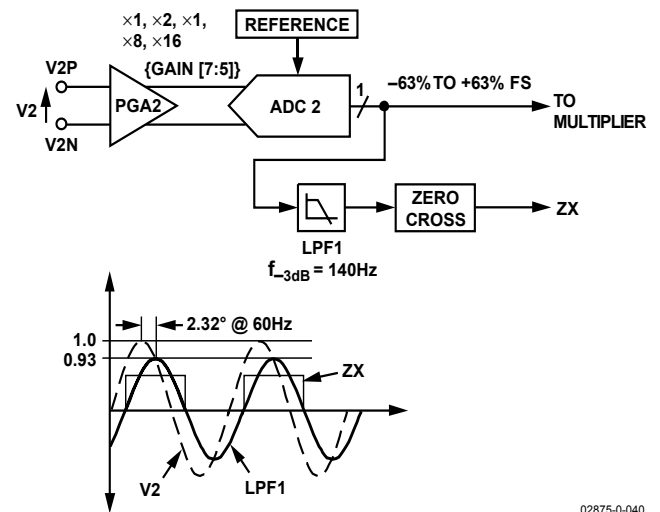 ×1, ×2, ×1,
×8, ×16
REFERENCE
{GAIN [7:5]}
V2P
V2
V2N
PGA2
ADC 2
1
–63% TO +63% FS
TO
MULTIPLIER
LPF1
f–3dB = 140Hz
ZERO
CROSS
ZX
2.32° @ 60Hz
1.0
0.93
ZX
V2
LPF1
02875-0-040